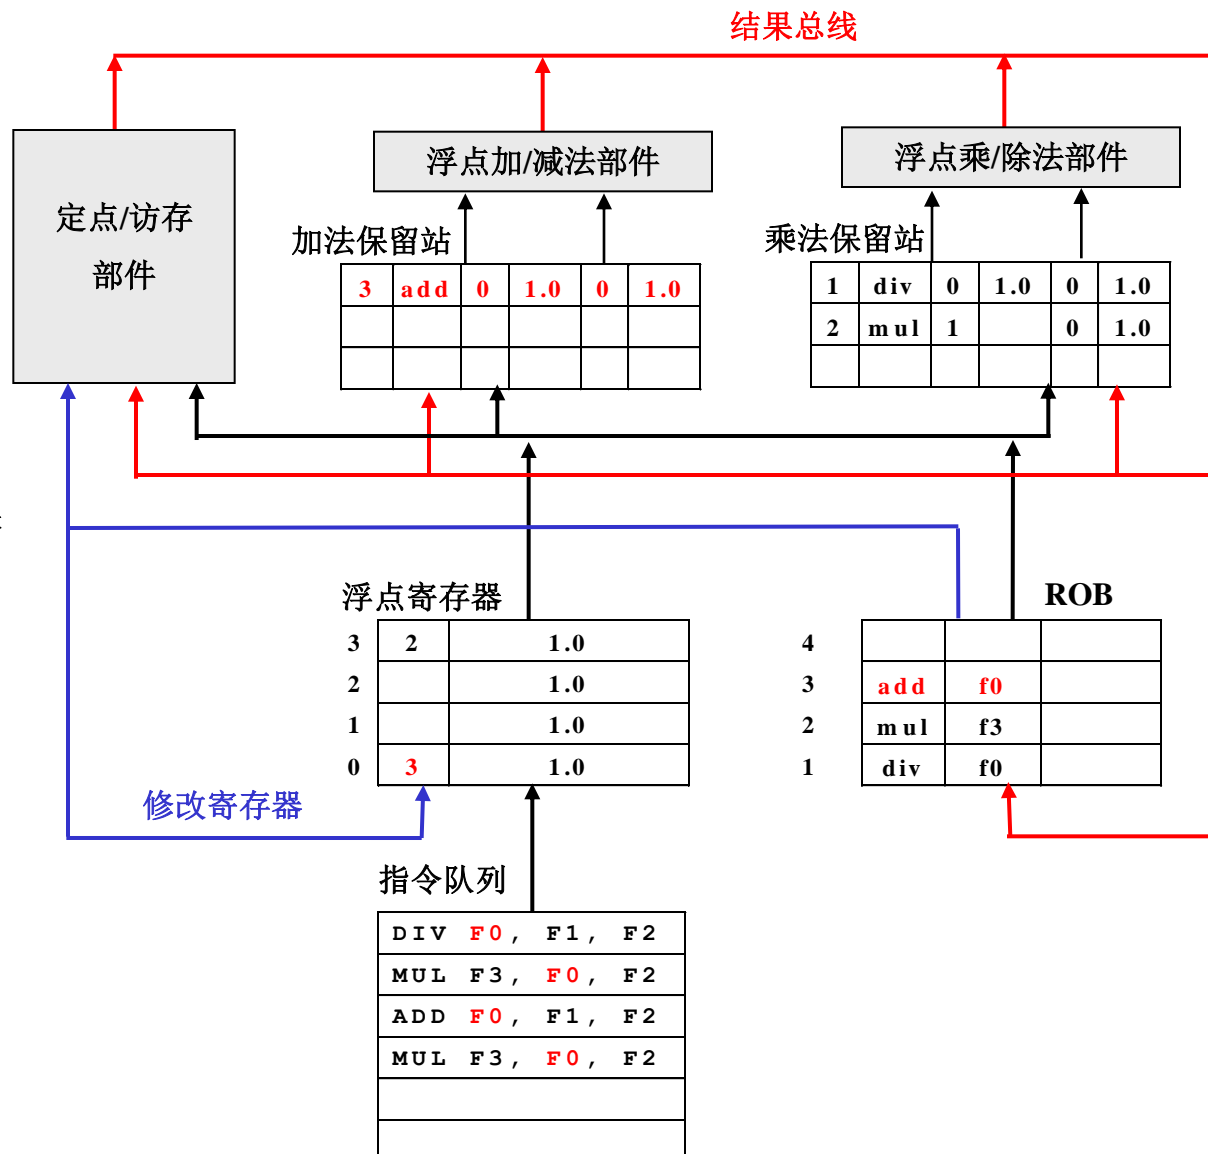 结果总线
定点/访存
部件
浮点加/减法部件
浮点乘/除法部件
加法保留站
乘法保留站
3 add 0 1.0 0 1.0
1 div 0 1.0 0 1.0
2 mul 1 0 1.0
浮点寄存器
ROB
3 2 1.0
2 1.0
1 1.0
0 3 1.0
4
3 add f0
2 mul f3
1 div f0
修改寄存器
指令队列
DIV F0, F1, F2
MUL F3, F0, F2
ADD F0, F1, F2
MUL F3, F0, F2